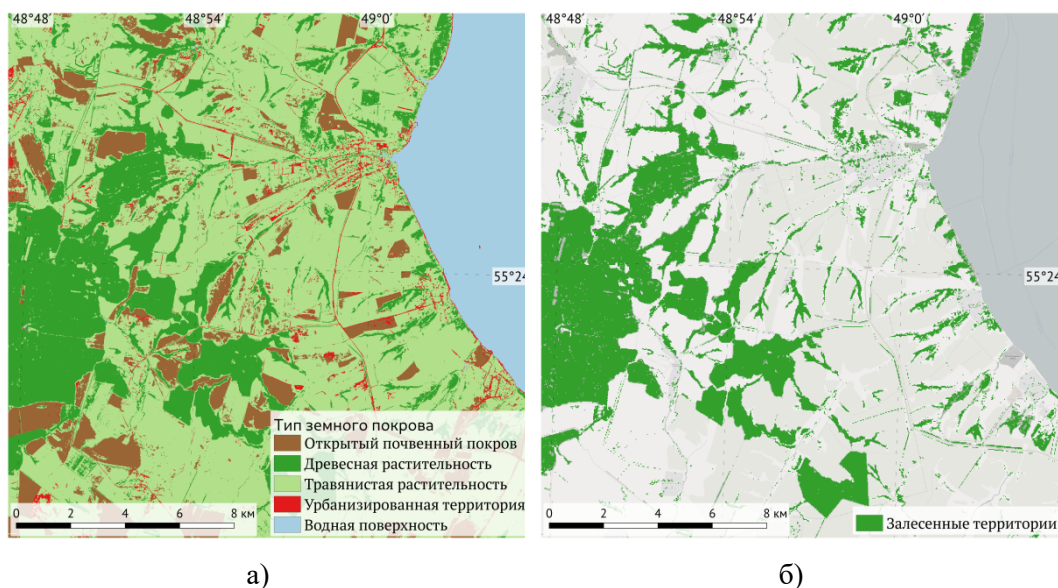 48°48' 48°54' 49°0'
55°24'
Тип земного покрова
Открытый почвенный покров
Древесная растительность
Травянистая растительность
Урбанизированная территория
Водная поверхность
0 2 4 6 8 км
а)
48°48' 48°54' 49°0'
55°24'
0 2 4 6 8 км
Залесенные территории
б)